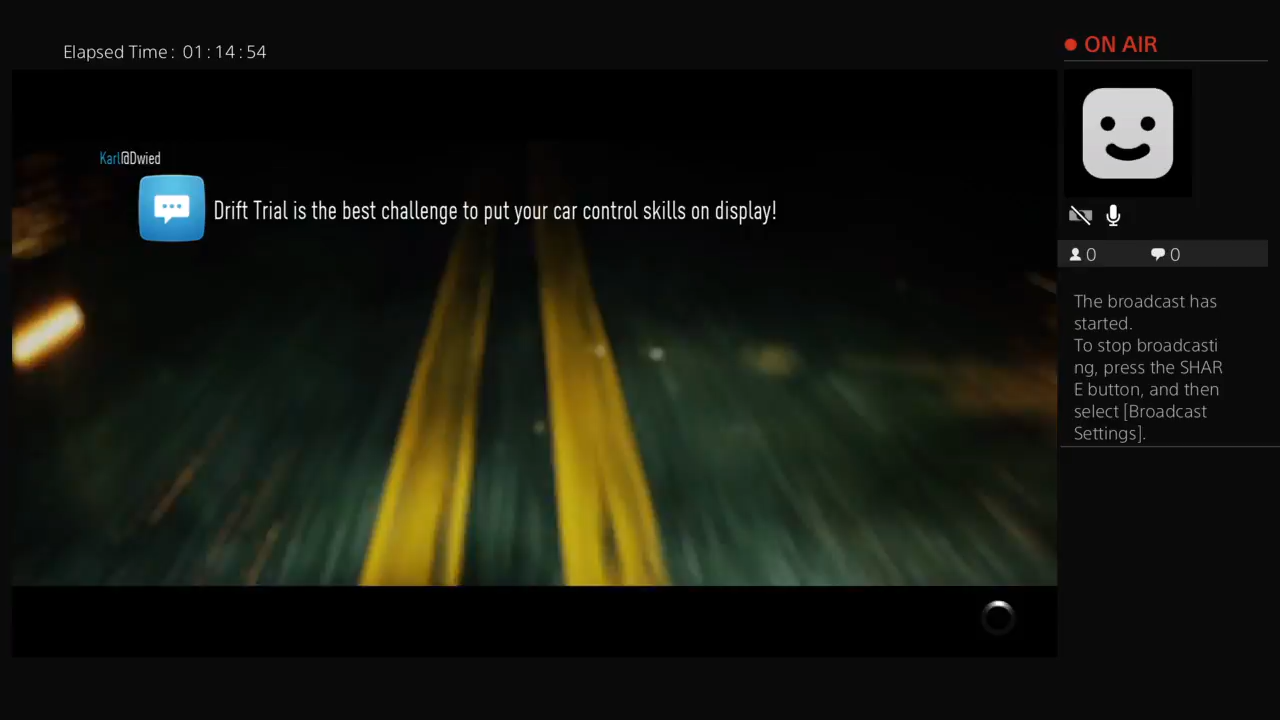 Elapsed Time: 01:14:54
ON AIR
Karl@Dwied
Drift Trial is the best challenge to put your car control skills on display!
0 0
The broadcast has
started.
To stop broadcasti
ng, press the SHAR
E button, and then
select [Broadcast
Settings].